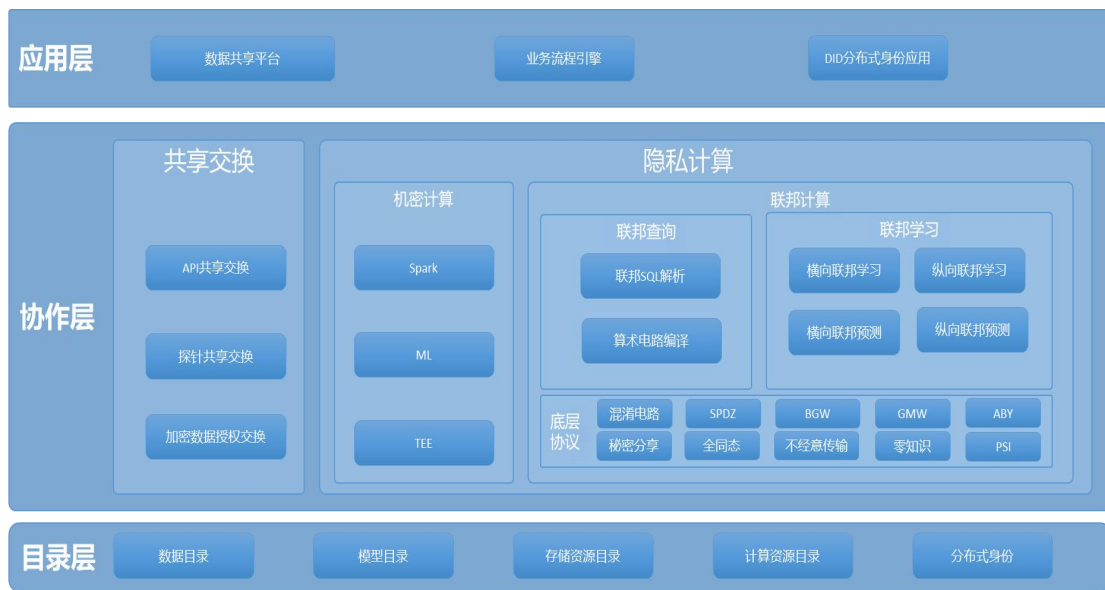 应用层
数据共享平台
业务流程引擎
DID分布式身份应用
协作层
共享交换
API共享交换
探针共享交换
加密数据授权交换
隐私计算
机密计算
Spark
ML
TEE
联邦计算
联邦查询
联邦SQL解析
算术电路编译
联邦学习
横向联邦学习
纵向联邦学习
横向联邦预测
纵向联邦预测
底层
协议
混淆电路
SPDZ
BGW
GMW
ABY
秘密分享
全同态
不经意传输
零知识
PSI
目录层
数据目录
模型目录
存储资源目录
计算资源目录
分布式身份